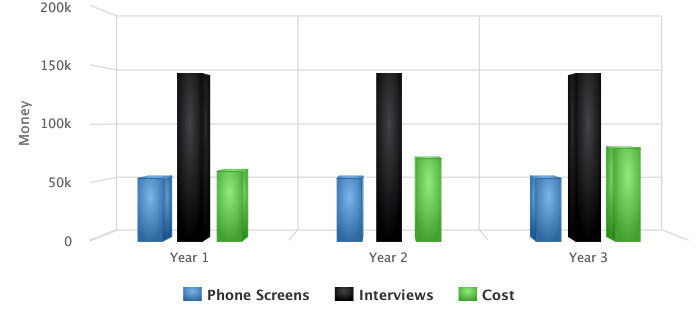 200k
150k
100k
50k
0
Money
Year 1 Year 2 Year 3
Phone Screens Interviews Cost